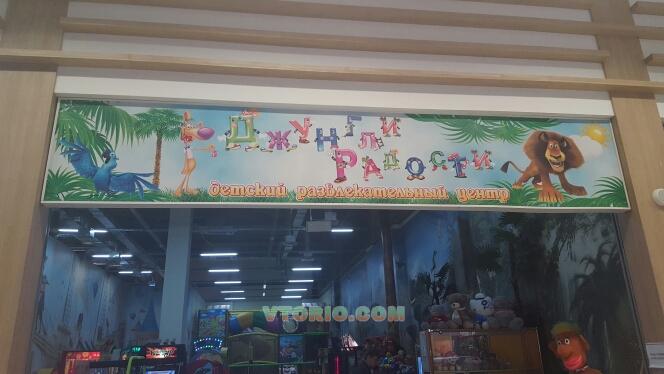 Джунгли
Радости
детский развлекательный центр
VTORIO.COM